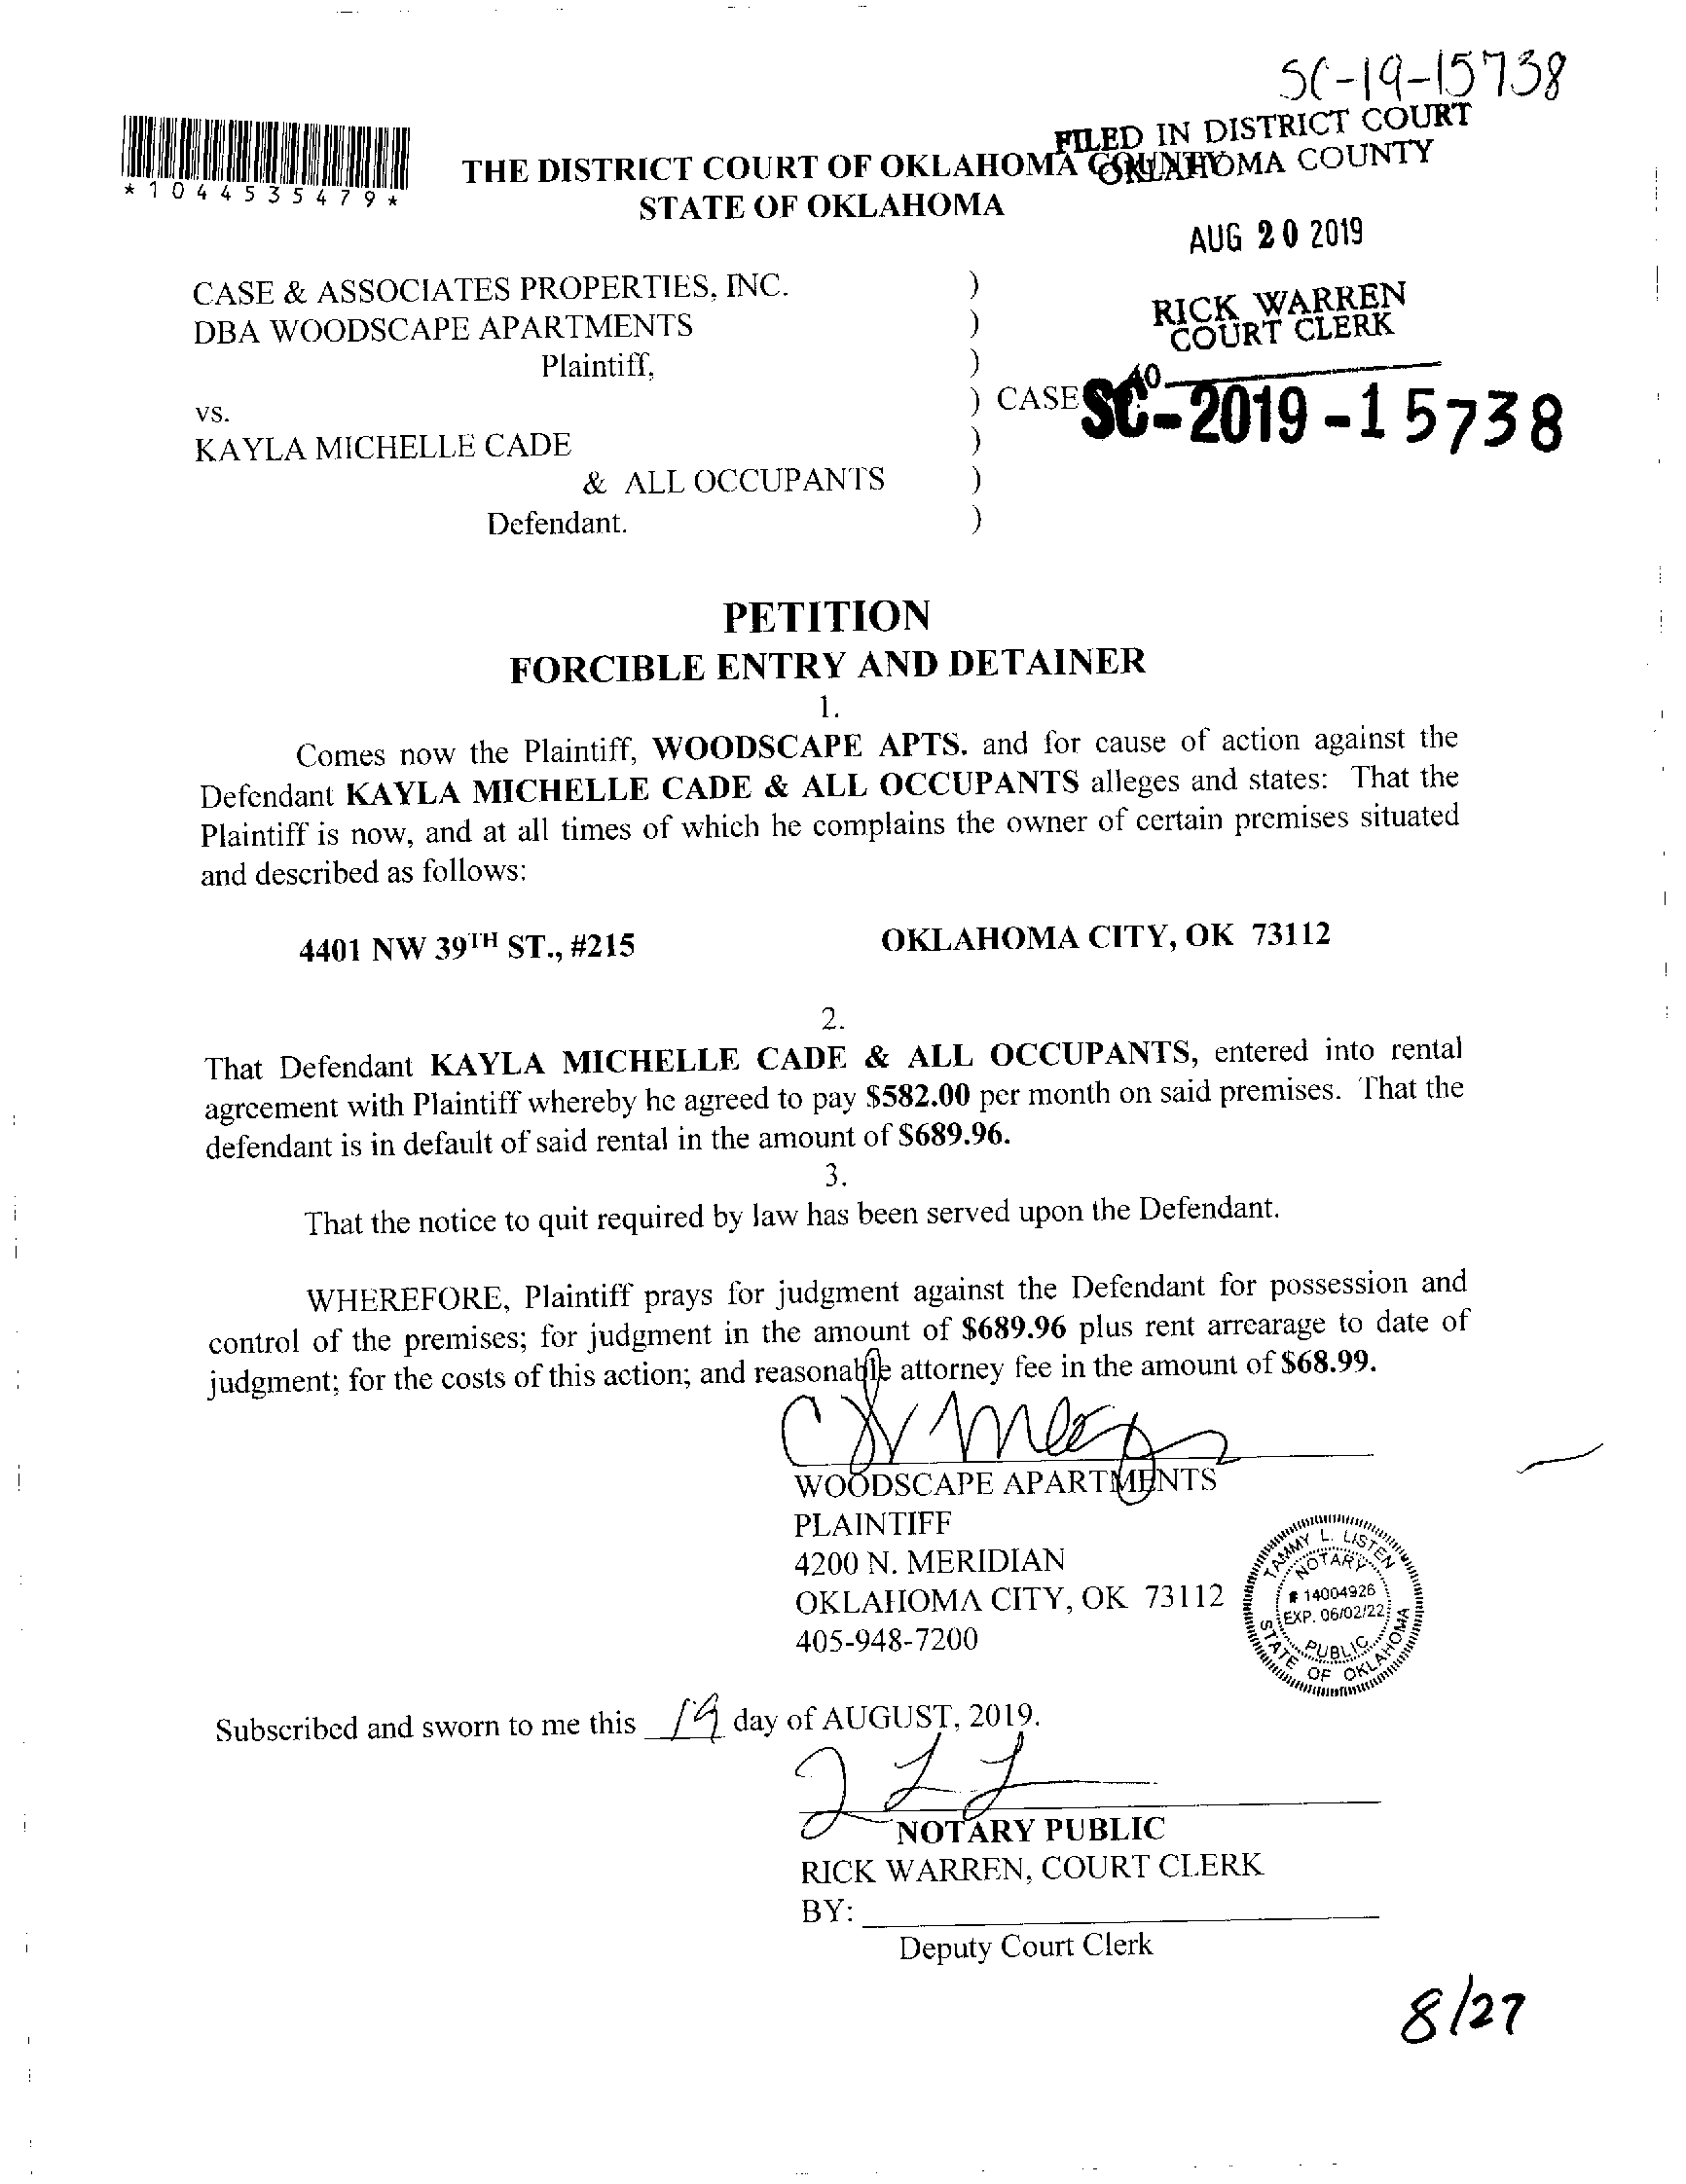 SC-19-15738
FILED IN DISTRICT COURT
OKLAHOMA COUNTY
*1044535479*
THE DISTRICT COURT OF OKLAHOMA COUNTY
STATE OF OKLAHOMA
AUG 20 2019
RICK WARREN
COURT CLERK
CASE & ASSOCIATES PROPERTIES, INC. )
DBA WOODSCAPE APARTMENTS )
Plaintiff, )
40
vs. ) CASE SC-2019-15738
KAYLA MICHELLE CADE )
& ALL OCCUPANTS )
Defendant. )
PETITION
FORCIBLE ENTRY AND DETAINER
1.
Comes now the Plaintiff, WOODSCAPE APTS. and for cause of action against the
Defendant KAYLA MICHELLE CADE & ALL OCCUPANTS alleges and states: That the
Plaintiff is now, and at all times of which he complains the owner of certain premises situated
and described as follows:
4401 NW 39TH ST., #215 OKLAHOMA CITY, OK 73112
2.
That Defendant KAYLA MICHELLE CADE & ALL OCCUPANTS, entered into rental
agreement with Plaintiff whereby he agreed to pay $582.00 per month on said premises. That the
defendant is in default of said rental in the amount of $689.96.
3.
That the notice to quit required by law has been served upon the Defendant.
WHEREFORE, Plaintiff prays for judgment against the Defendant for possession and
control of the premises; for judgment in the amount of $689.96 plus rent arrearage to date of
judgment; for the costs of this action; and reasonable attorney fee in the amount of $68.99.
WOODSCAPE APARTMENTS
PLAINTIFF
4200 N. MERIDIAN
OKLAHOMA CITY, OK 73112
405-948-7200
TAMMY L. LISTEN
NOTARY
# 14004926
EXP. 06/02/22
PUBLIC
STATE OF OKLAHOMA
Subscribed and sworn to me this 19 day of AUGUST, 2019.
NOTARY PUBLIC
RICK WARREN, COURT CLERK
BY:
Deputy Court Clerk
8/27